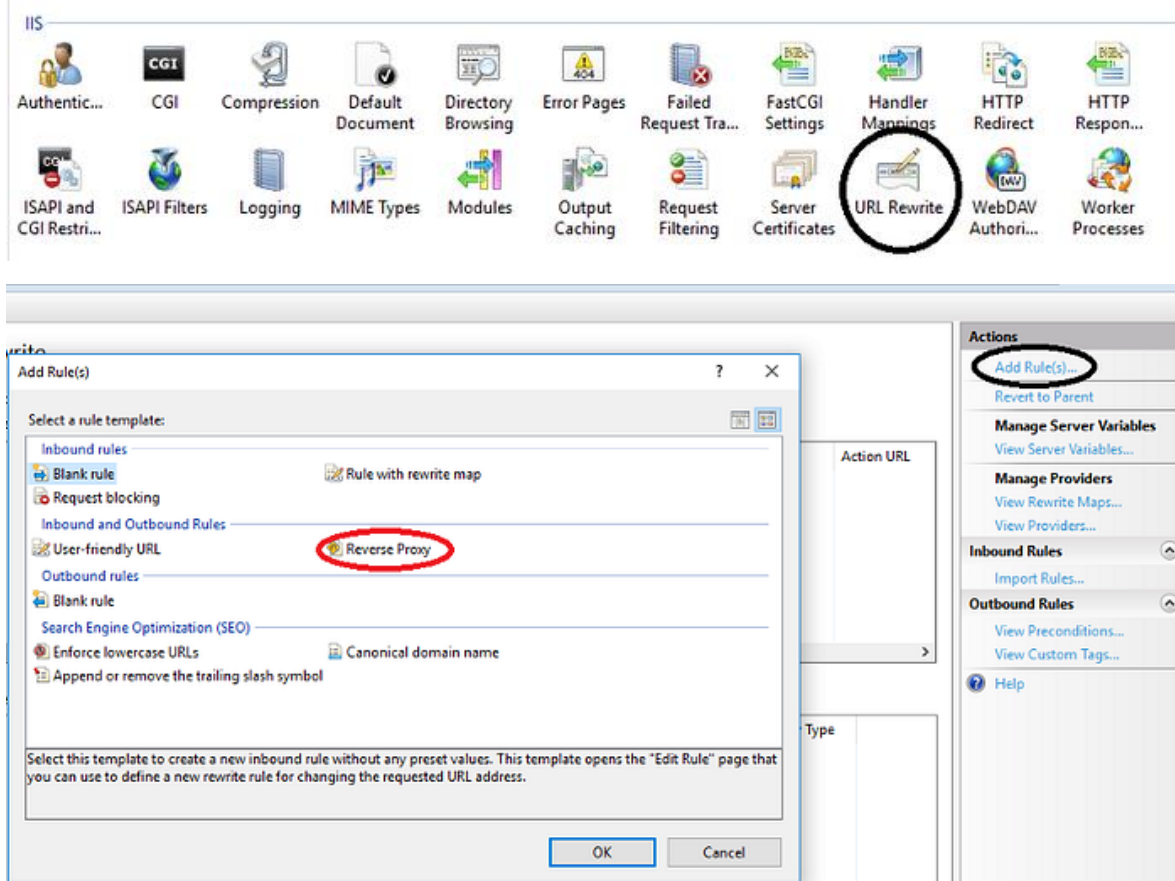 IIS
Authentic... CGI Compression Default Document Directory Browsing Error Pages Failed Request Tra... FastCGI Settings Handler Mappings HTTP Redirect HTTP Respon...
ISAPI and CGI Restri... ISAPI Filters Logging MIME Types Modules Output Caching Request Filtering Server Certificates URL Rewrite WebDAV Authori... Worker Processes
Add Rule(s)
? X
Select a rule template:
Inbound rules
Blank rule
Rule with rewrite map
Request blocking
Inbound and Outbound Rules
User-friendly URL
Reverse Proxy
Outbound rules
Blank rule
Search Engine Optimization (SEO)
Enforce lowercase URLs
Canonical domain name
Append or remove the trailing slash symbol
Select this template to create a new inbound rule without any preset values. This template opens the "Edit Rule" page that
you can use to define a new rewrite rule for changing the requested URL address.
OK
Cancel
Action URL
Type
Actions
Add Rule(s)...
Revert to Parent
Manage Server Variables
View Server Variables...
Manage Providers
View Rewrite Maps...
View Providers...
Inbound Rules
Import Rules...
Outbound Rules
View Preconditions...
View Custom Tags...
Help